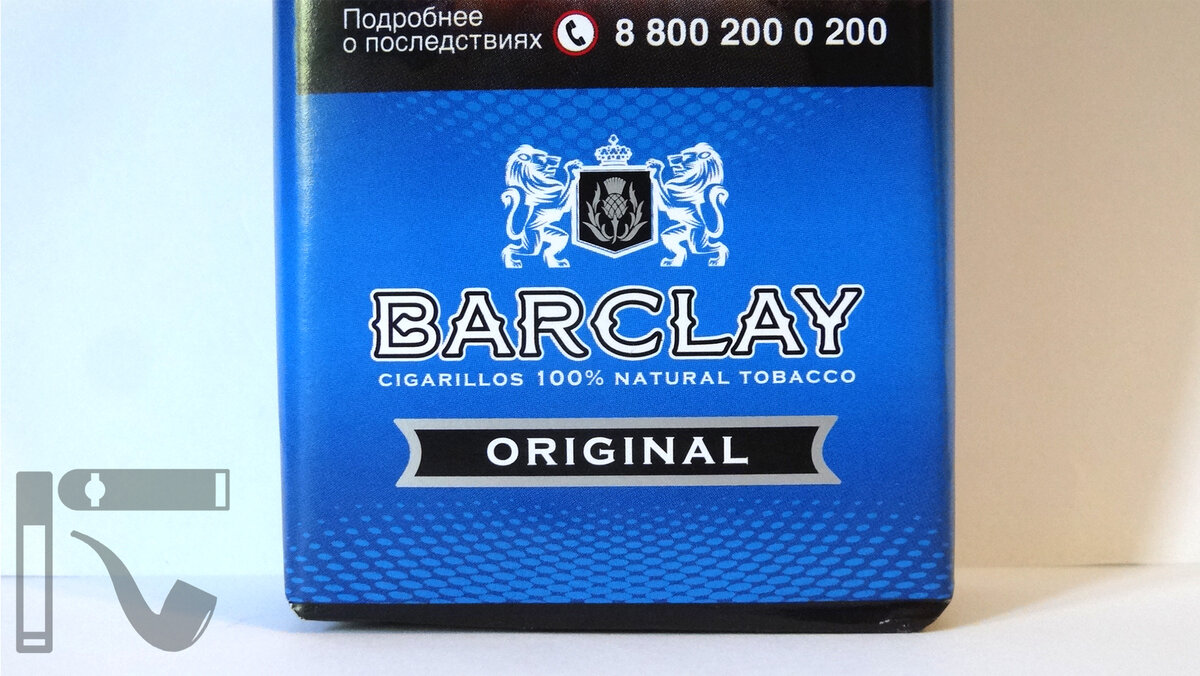 Подробнее
о последствиях
8 800 200 0 200
BARCLAY
CIGARILLOS 100% NATURAL TOBACCO
ORIGINAL